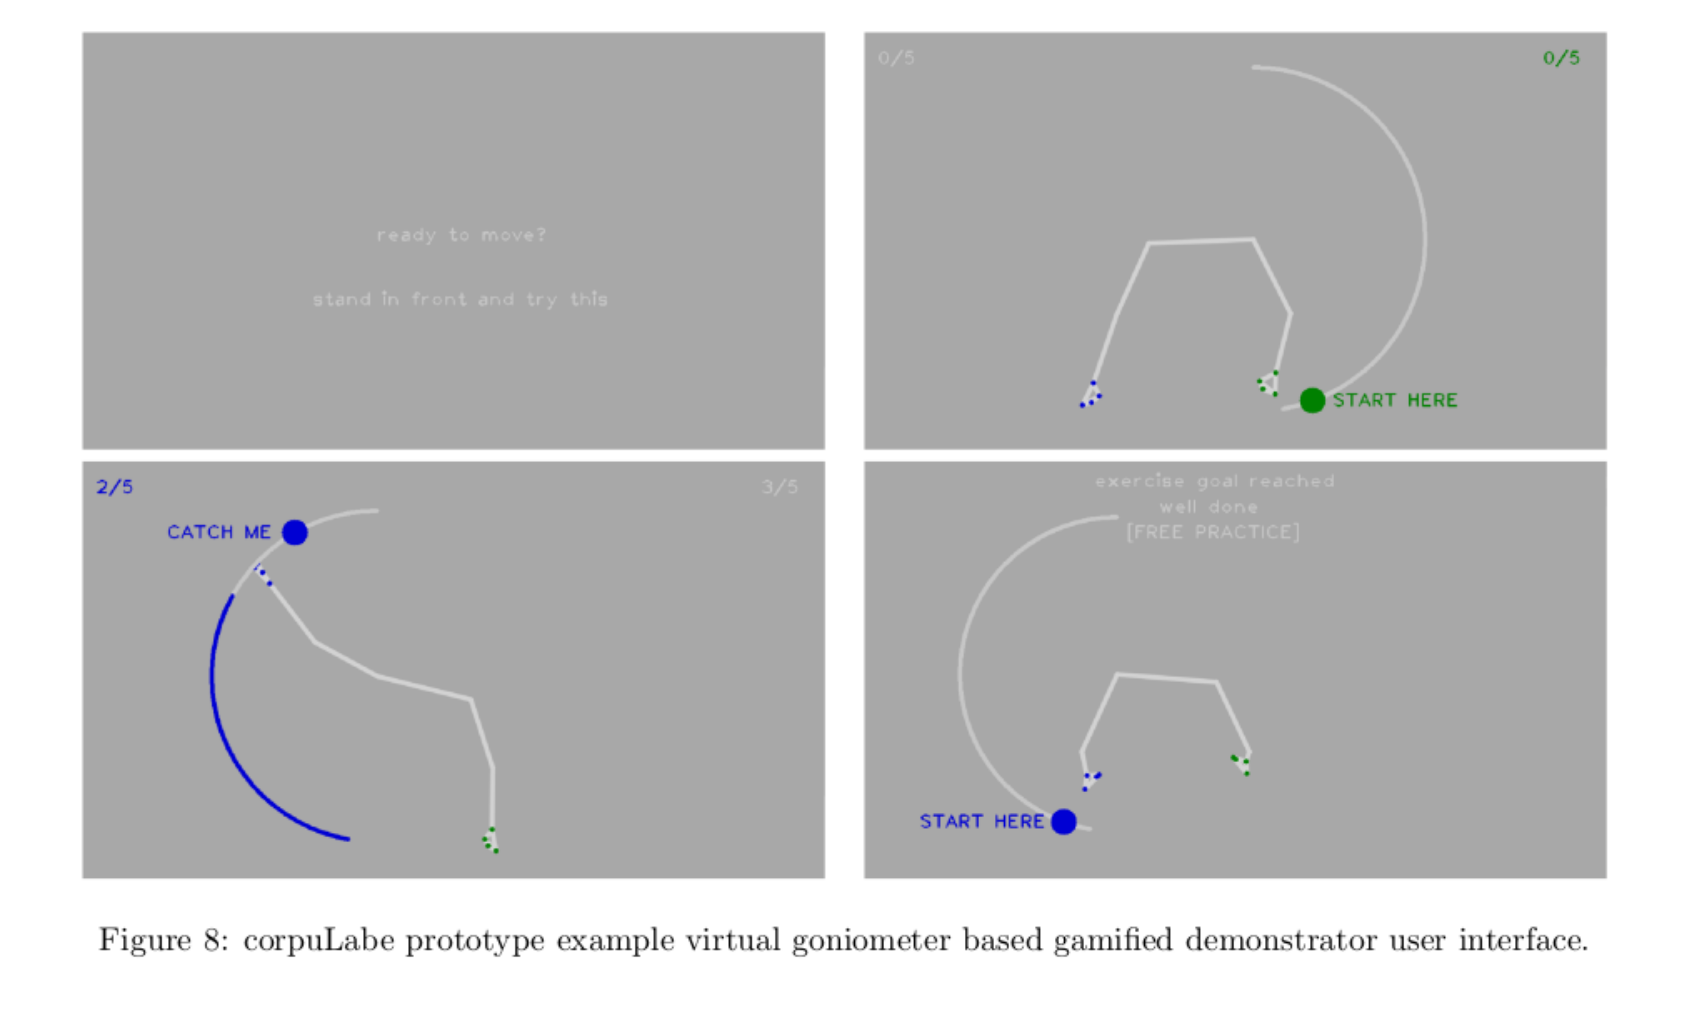 ready to move?
stand in front and try this
0/5
0/5
START HERE
2/5
3/5
CATCH ME
exercise goal reached
well done
[FREE PRACTICE]
START HERE
Figure 8: corpuLabe prototype example virtual goniometer based gamified demonstrator user interface.